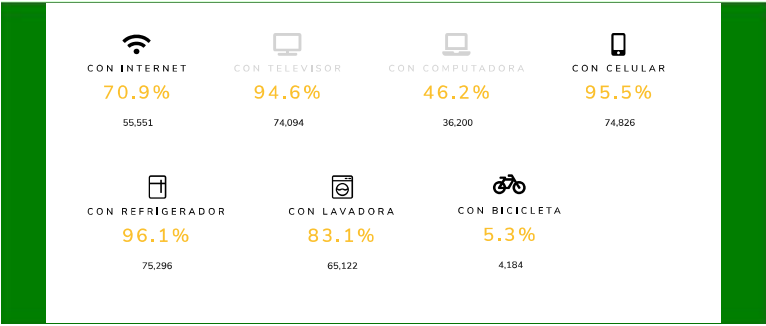 CON INTERNET
70.9%
55,551
CON TELEVISOR
94.6%
74,094
CON COMPUTADORA
46.2%
36,200
CON CELULAR
95.5%
74,826
CON REFRIGERADOR
96.1%
75,296
CON LAVADORA
83.1%
65,122
CON BICICLETA
5.3%
4,184